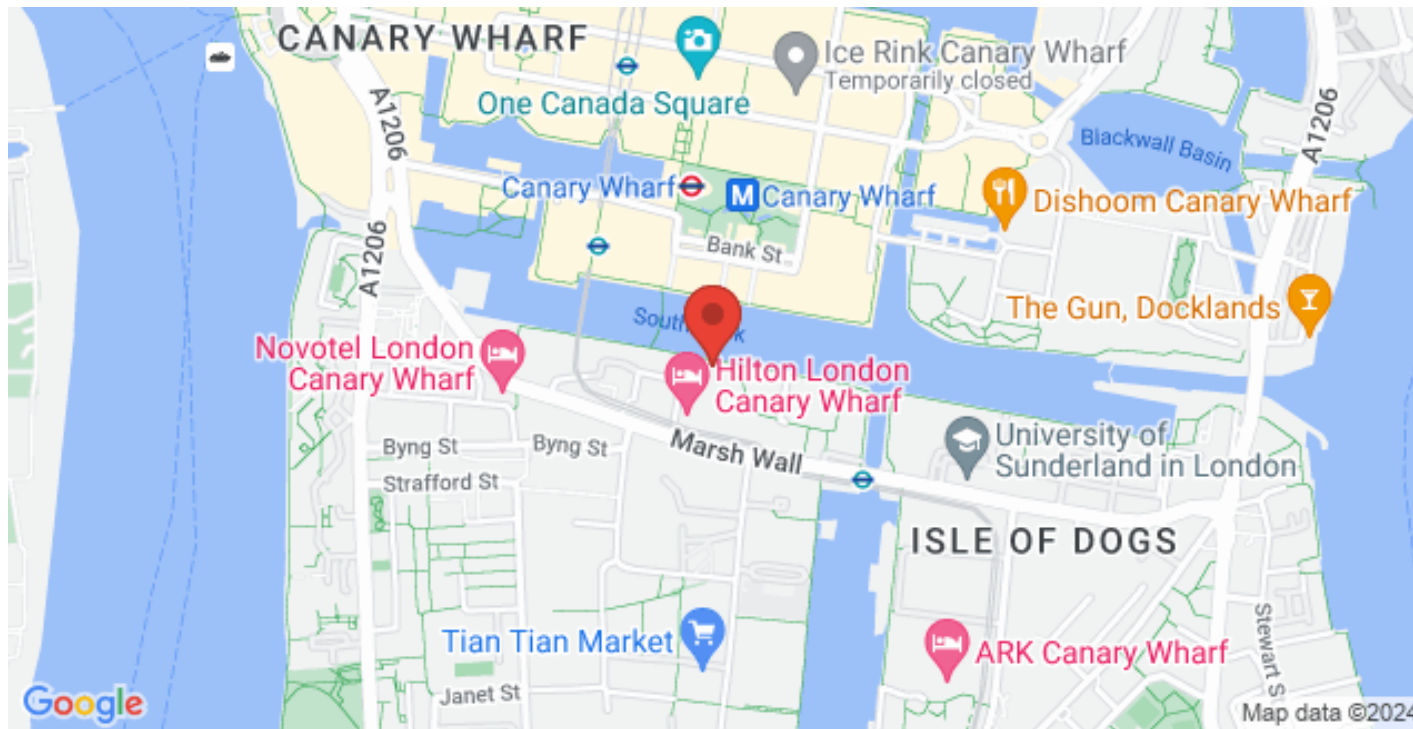 CANARY WHARF
Ice Rink Canary Wharf
Temporarily closed
One Canada Square
A1206
A1206
Blackwall Basin
Canary Wharf
M
Canary Wharf
Dishoom Canary Wharf
A1206
Bank St
The Gun, Docklands
Novotel London
Canary Wharf
Hilton London
Canary Wharf
Byng St
Byng St
Marsh Wall
University of
Sunderland in London
Strafford St
ISLE OF DOGS
Tian Tian Market
ARK Canary Wharf
Stewart St
Janet St
Google
Map data ©2024